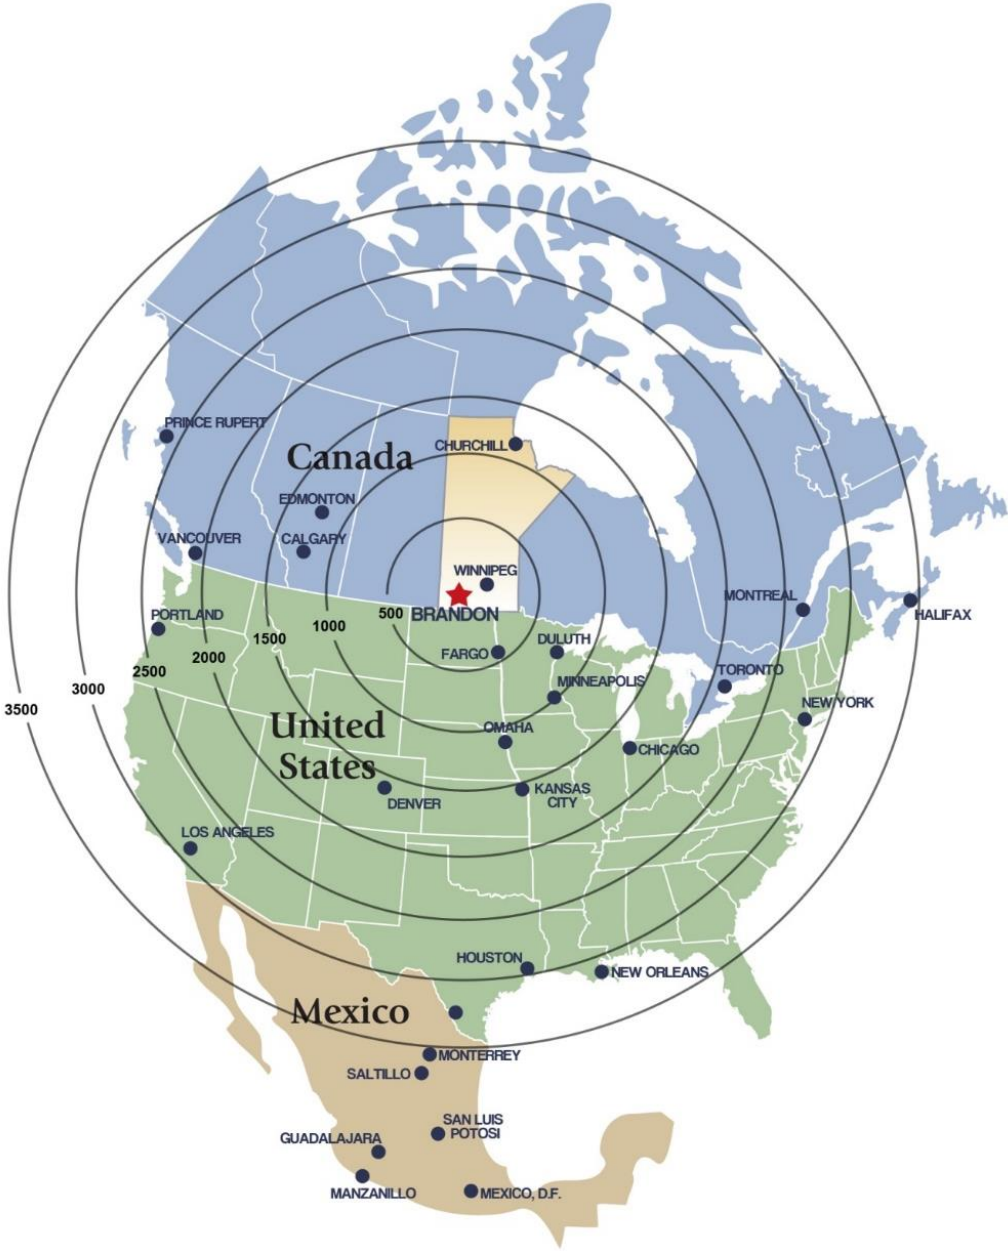 PRINCE RUPERT
CHURCHILL
Canada
EDMONTON
VANCOUVER
CALGARY
WINNIPEG
MONTREAL
500
BRANDON
HALIFAX
PORTLAND
1000
1500
DULUTH
FARGO
2000
2500
TORONTO
MINNEAPOLIS
3000
NEW YORK
3500
United
States
OMAHA
CHICAGO
KANSAS
CITY
DENVER
LOS ANGELES
HOUSTON
NEW ORLEANS
Mexico
MONTERREY
SALTILLO
SAN LUIS
POTOSI
GUADALAJARA
MANZANILLO
MEXICO, D.F.